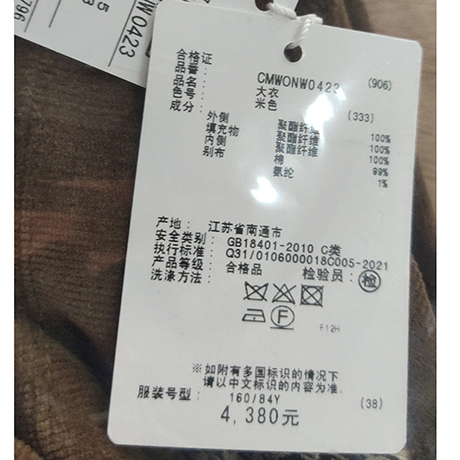 W0423
5
796
合格证
品番 CMWONW0423 (906)
品名 大衣
色号 米色 (333)
成分
外侧 聚酯纤维 100%
填充物 聚酯纤维 100%
内侧 聚酯纤维 100%
别布 棉 99%
氨纶 1%
产地: 江苏省南通市
安全类别: GB18401-2010 C类
执行标准: Q31/0106000018C005-2021
产品等级: 合格品 检验员: 检
洗涤方法:
F
F12H
※如附有多国标识的情况下
请以中文标识的内容为准.
服装号型: 160/84Y (38)
4,380元